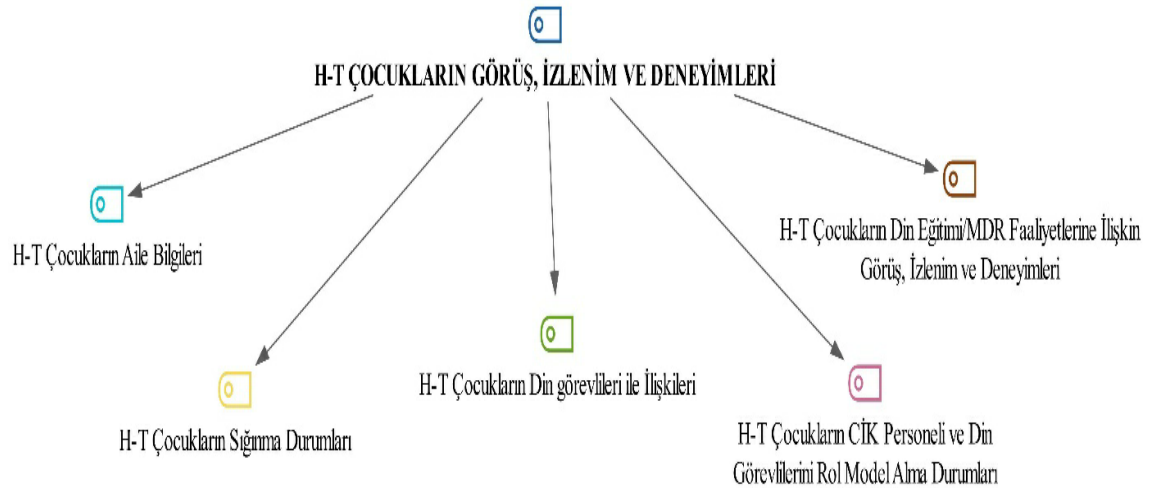 H-T ÇOCUKLARIN GÖRÜŞ, İZLENİM VE DENEYİMLERİ
H-T Çocukların Aile Bilgileri
H-T Çocukların Din Eğitimi/MDR Faaliyetlerine İlişkin
Görüş, İzlenim ve Deneyimleri
H-T Çocukların Din görevlileri ile İlişkileri
H-T Çocukların Sığınma Durumları
H-T Çocukların CİK Personeli ve Din
Görevlilerini Rol Model Alma Durumları